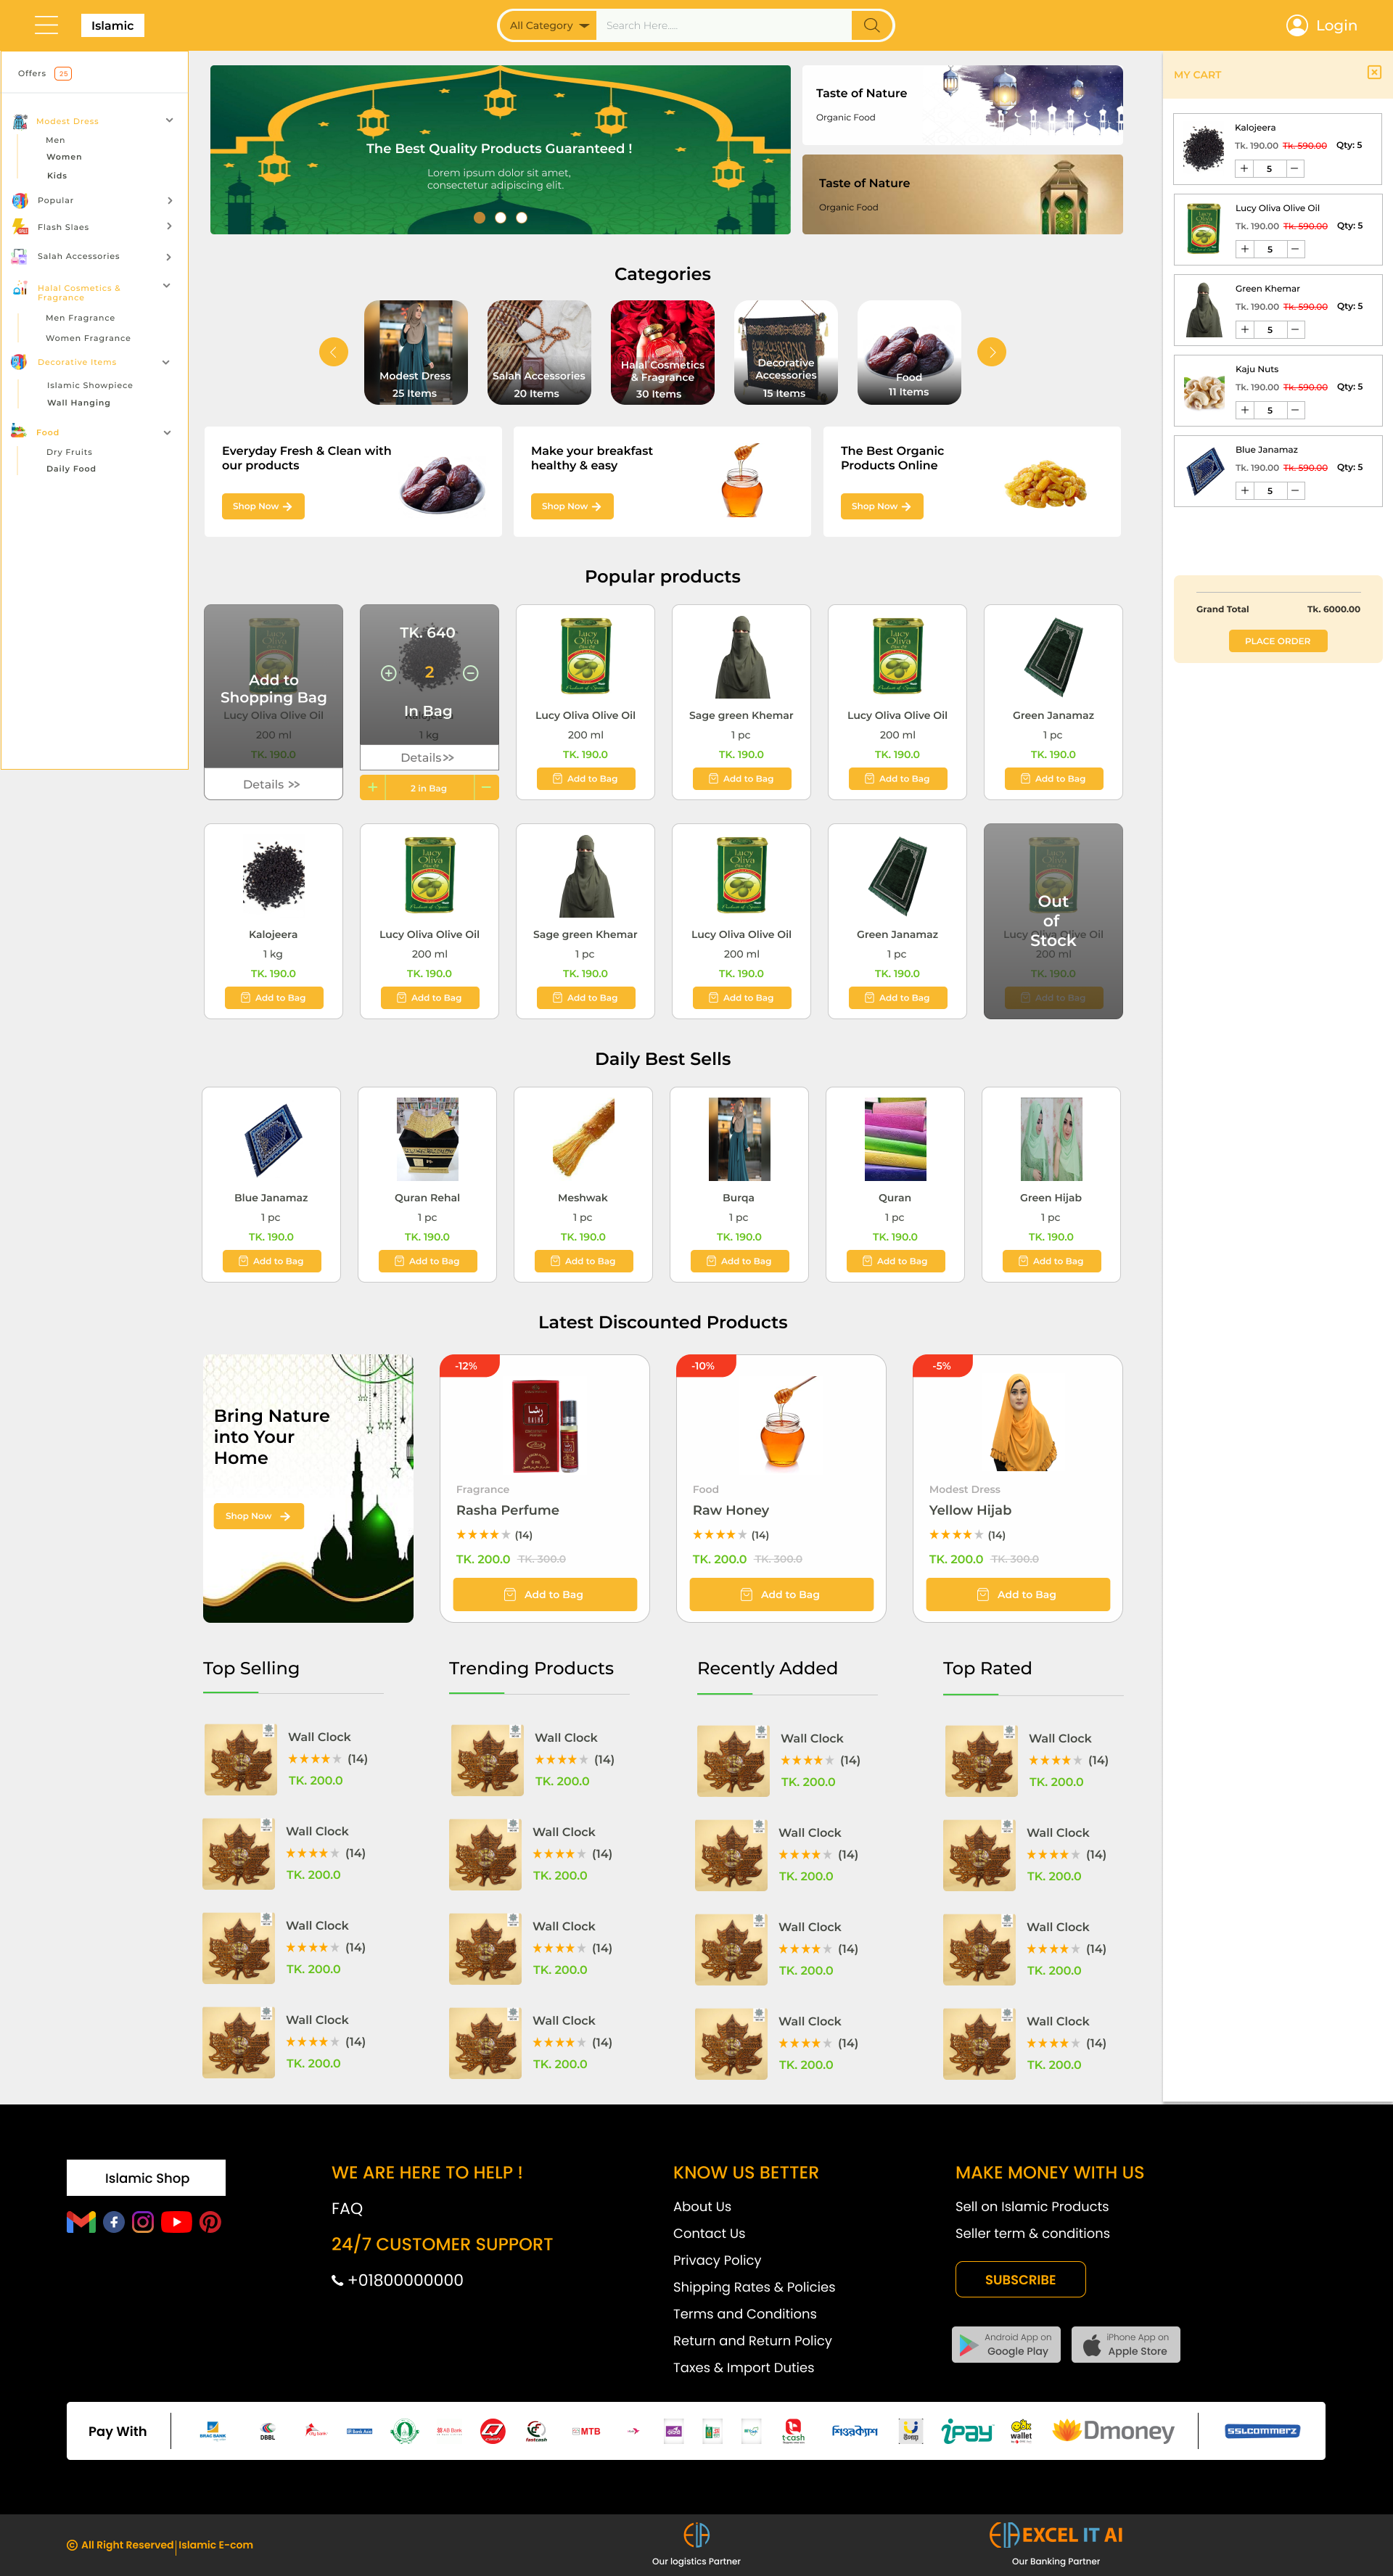 Islamic
All Category
Search Here....
Login
Offers 25
Modest Dress
Men
Women
Kids
Popular
Flash Slaes
Salah Accessories
Halal Cosmetics &
Fragrance
Men Fragrance
Women Fragrance
Decorative Items
Islamic Showpiece
Wall Hanging
Food
Dry Fruits
Daily Food
The Best Quality Products Guaranteed !
Lorem ipsum dolor sit amet,
consectetur adipiscing elit.
Taste of Nature
Organic Food
Taste of Nature
Organic Food
MY CART
Kalojeera
Tk. 190.00 Tk. 590.00 Qty: 5
+ 5 −
Lucy Oliva Olive Oil
Tk. 190.00 Tk. 590.00 Qty: 5
+ 5 −
Green Khemar
Tk. 190.00 Tk. 590.00 Qty: 5
+ 5 −
Kaju Nuts
Tk. 190.00 Tk. 590.00 Qty: 5
+ 5 −
Blue Janamaz
Tk. 190.00 Tk. 590.00 Qty: 5
+ 5 −
Grand Total Tk. 6000.00
PLACE ORDER
Categories
Modest Dress
25 Items
Salah Accessories
20 Items
Halal Cosmetics
& Fragrance
30 Items
Decorative
Accessories
15 Items
Food
11 Items
Everyday Fresh & Clean with
our products
Shop Now
Make your breakfast
healthy & easy
Shop Now
The Best Organic
Products Online
Shop Now
Popular products
Add to
Shopping Bag
Lucy Oliva Olive Oil
200 ml
TK. 190.0
Details >>
TK. 640
2
In Bag
1 kg
Details>>
+ 2 in Bag −
Lucy Oliva
Lucy Oliva Olive Oil
200 ml
TK. 190.0
Add to Bag
Sage green Khemar
1 pc
TK. 190.0
Add to Bag
Lucy Oliva
Lucy Oliva Olive Oil
200 ml
TK. 190.0
Add to Bag
Green Janamaz
1 pc
TK. 190.0
Add to Bag
Kalojeera
1 kg
TK. 190.0
Add to Bag
Lucy Oliva
Lucy Oliva Olive Oil
200 ml
TK. 190.0
Add to Bag
Sage green Khemar
1 pc
TK. 190.0
Add to Bag
Lucy Oliva
Lucy Oliva Olive Oil
200 ml
TK. 190.0
Add to Bag
Green Janamaz
1 pc
TK. 190.0
Add to Bag
Out
of
Stock
Lucy Oliva Olive Oil
200 ml
TK. 190.0
Add to Bag
Daily Best Sells
Blue Janamaz
1 pc
TK. 190.0
Add to Bag
Quran Rehal
1 pc
TK. 190.0
Add to Bag
Meshwak
1 pc
TK. 190.0
Add to Bag
Burqa
1 pc
TK. 190.0
Add to Bag
Quran
1 pc
TK. 190.0
Add to Bag
Green Hijab
1 pc
TK. 190.0
Add to Bag
Latest Discounted Products
Bring Nature
into Your
Home
Shop Now
-12%
رشا
RASHA
Fragrance
Rasha Perfume
(14)
TK. 200.0 TK. 300.0
Add to Bag
-10%
Food
Raw Honey
(14)
TK. 200.0 TK. 300.0
Add to Bag
-5%
Modest Dress
Yellow Hijab
(14)
TK. 200.0 TK. 300.0
Add to Bag
Top Selling
Wall Clock
(14)
TK. 200.0
Wall Clock
(14)
TK. 200.0
Wall Clock
(14)
TK. 200.0
Wall Clock
(14)
TK. 200.0
Trending Products
Wall Clock
(14)
TK. 200.0
Wall Clock
(14)
TK. 200.0
Wall Clock
(14)
TK. 200.0
Wall Clock
(14)
TK. 200.0
Recently Added
Wall Clock
(14)
TK. 200.0
Wall Clock
(14)
TK. 200.0
Wall Clock
(14)
TK. 200.0
Wall Clock
(14)
TK. 200.0
Top Rated
Wall Clock
(14)
TK. 200.0
Wall Clock
(14)
TK. 200.0
Wall Clock
(14)
TK. 200.0
Wall Clock
(14)
TK. 200.0
Islamic Shop
WE ARE HERE TO HELP !
FAQ
24/7 CUSTOMER SUPPORT
+01800000000
KNOW US BETTER
About Us
Contact Us
Privacy Policy
Shipping Rates & Policies
Terms and Conditions
Return and Return Policy
Taxes & Import Duties
MAKE MONEY WITH US
Sell on Islamic Products
Seller term & conditions
SUBSCRIBE
Android App on
Google Play
iPhone App on
Apple Store
Pay With
BRAC BANK
DBBL
city bank
Bank Asia
AB Bank
fastcash
MTB
t-cash
শিওরক্যাশ
ipay
ok wallet
Dmoney
SSLCOMMERZ
© All Right Reserved | Islamic E-com
Our logistics Partner
EXCEL IT AI
Our Banking Partner